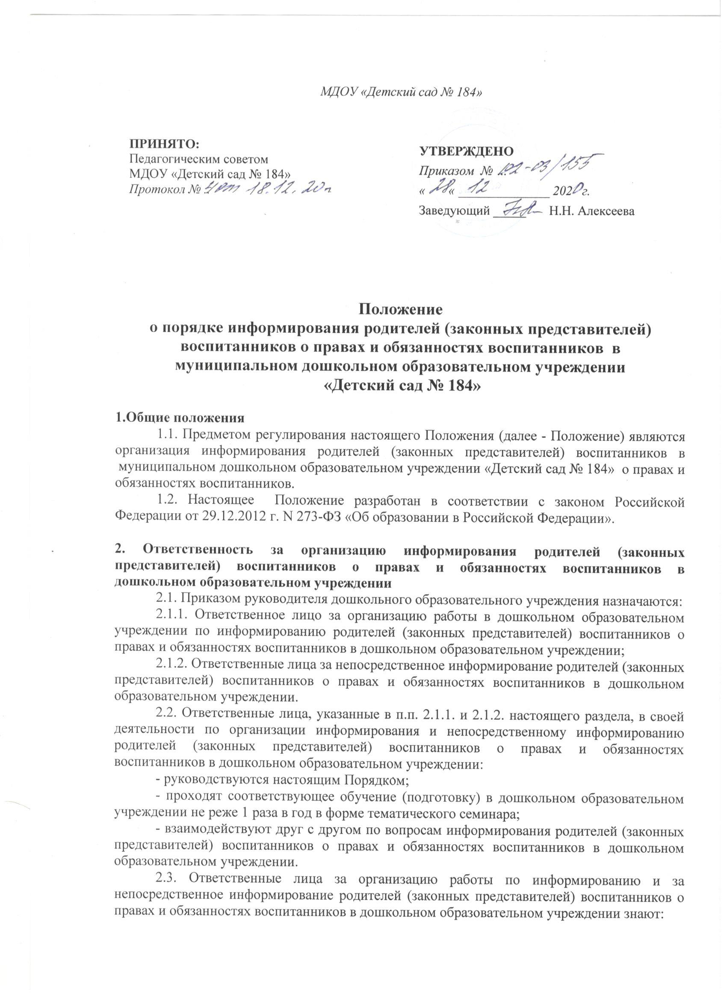 МДОУ «Детский сад № 184»
ПРИНЯТО:
Педагогическим советом
МДОУ «Детский сад № 184»
Протокол № 4 от 18.12.20г
УТВЕРЖДЕНО
Приказом № 02-03/155
« 28 « 12 2020 г.
Заведующий Н.Н. Алексеева
Положение
о порядке информирования родителей (законных представителей)
воспитанников о правах и обязанностях воспитанников в
муниципальном дошкольном образовательном учреждении
«Детский сад № 184»
1.Общие положения
1.1. Предметом регулирования настоящего Положения (далее - Положение) являются
организация информирования родителей (законных представителей) воспитанников в
муниципальном дошкольном образовательном учреждении «Детский сад № 184» о правах и
обязанностях воспитанников.
1.2. Настоящее Положение разработан в соответствии с законом Российской
Федерации от 29.12.2012 г. N 273-ФЗ «Об образовании в Российской Федерации».
2. Ответственность за организацию информирования родителей (законных
представителей) воспитанников о правах и обязанностях воспитанников в
дошкольном образовательном учреждении
2.1. Приказом руководителя дошкольного образовательного учреждения назначаются:
2.1.1. Ответственное лицо за организацию работы в дошкольном образовательном
учреждении по информированию родителей (законных представителей) воспитанников о
правах и обязанностях воспитанников в дошкольном образовательном учреждении;
2.1.2. Ответственные лица за непосредственное информирование родителей (законных
представителей) воспитанников о правах и обязанностях воспитанников в дошкольном
образовательном учреждении.
2.2. Ответственные лица, указанные в п.п. 2.1.1. и 2.1.2. настоящего раздела, в своей
деятельности по организации информирования и непосредственному информированию
родителей (законных представителей) воспитанников о правах и обязанностях
воспитанников в дошкольном образовательном учреждении:
- руководствуются настоящим Порядком;
- проходят соответствующее обучение (подготовку) в дошкольном образовательном
учреждении не реже 1 раза в год в форме тематического семинара;
- взаимодействуют друг с другом по вопросам информирования родителей (законных
представителей) воспитанников о правах и обязанностях воспитанников в дошкольном
образовательном учреждении.
2.3. Ответственные лица за организацию работы по информированию и за
непосредственное информирование родителей (законных представителей) воспитанников о
правах и обязанностях воспитанников в дошкольном образовательном учреждении знают: